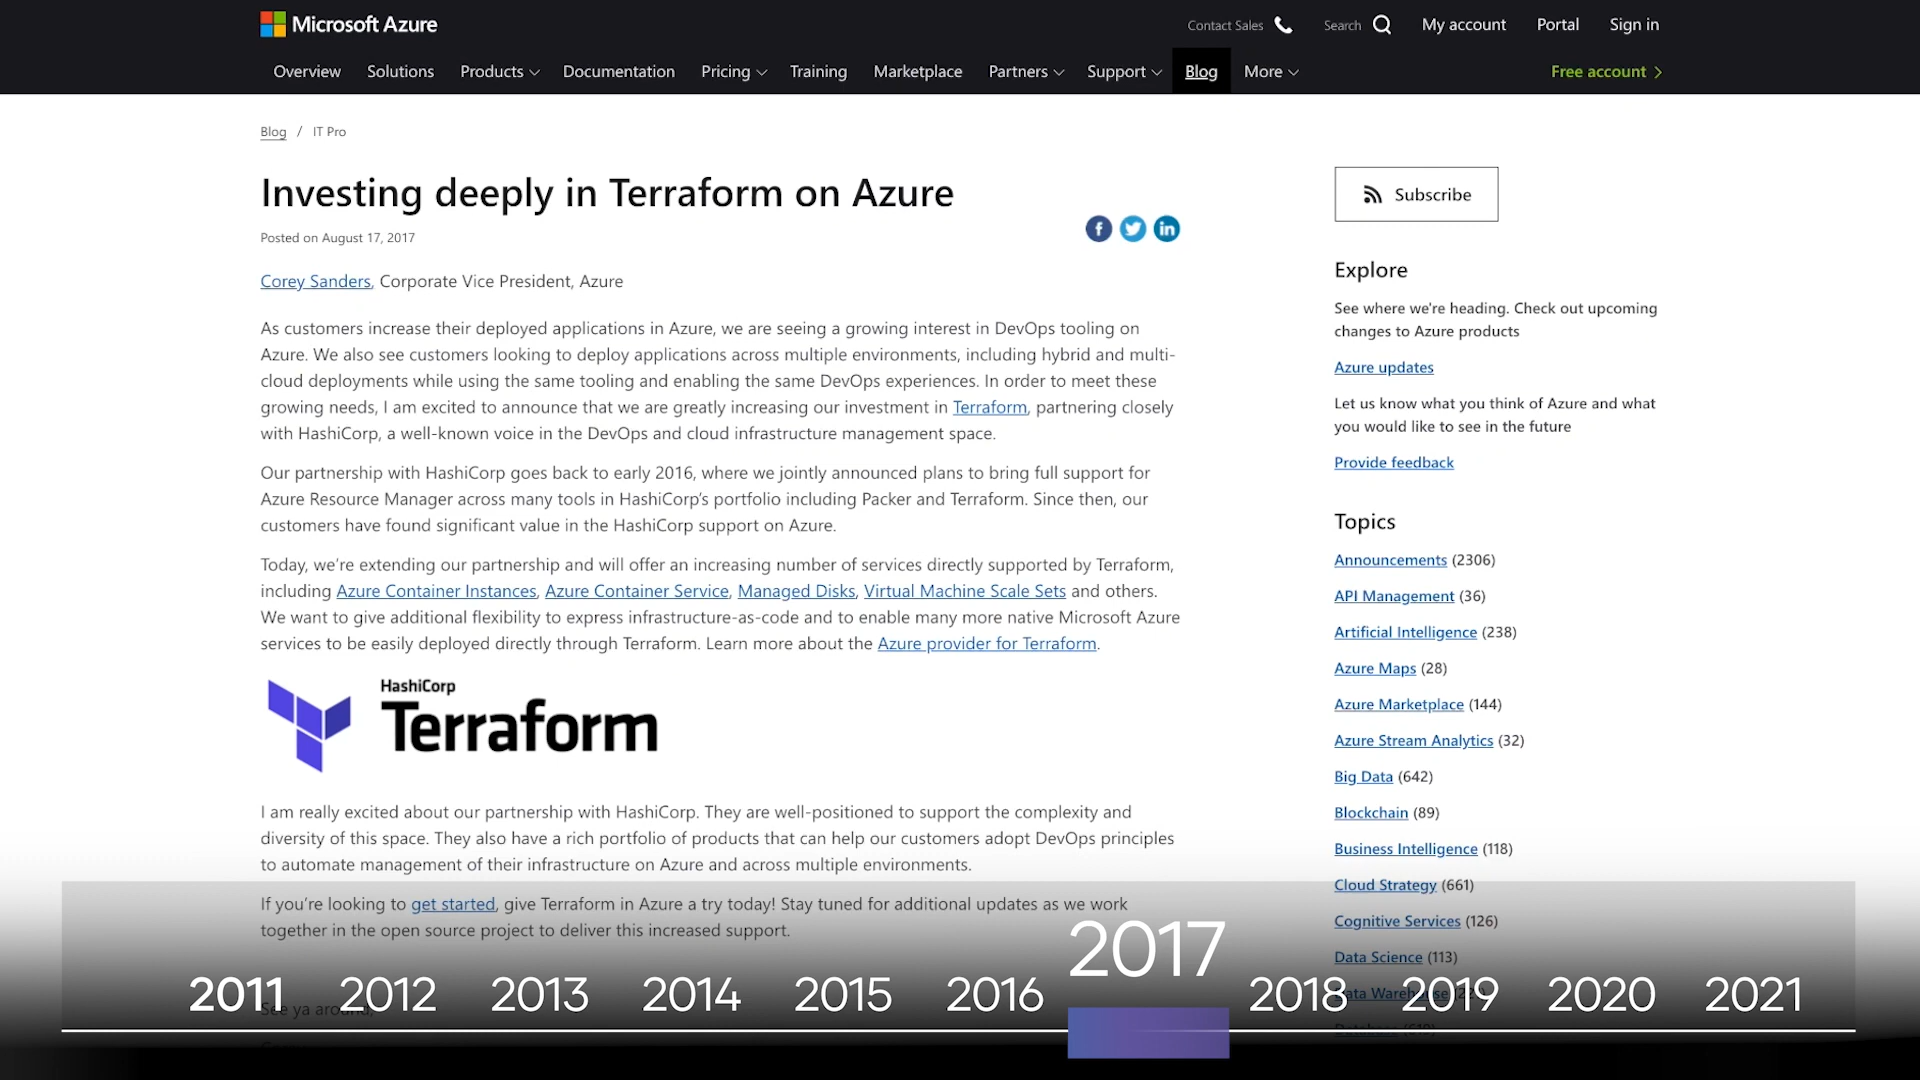 Microsoft Azure
Contact Sales
Search
My account
Portal
Sign in
Overview
Solutions
Products
Documentation
Pricing
Training
Marketplace
Partners
Support
Blog
More
Free account
Blog / IT Pro
Investing deeply in Terraform on Azure
Posted on August 17, 2017
Corey Sanders, Corporate Vice President, Azure
As customers increase their deployed applications in Azure, we are seeing a growing interest in DevOps tooling on
Azure. We also see customers looking to deploy applications across multiple environments, including hybrid and multi-
cloud deployments while using the same tooling and enabling the same DevOps experiences. In order to meet these
growing needs, I am excited to announce that we are greatly increasing our investment in Terraform, partnering closely
with HashiCorp, a well-known voice in the DevOps and cloud infrastructure management space.
Our partnership with HashiCorp goes back to early 2016, where we jointly announced plans to bring full support for
Azure Resource Manager across many tools in HashiCorp's portfolio including Packer and Terraform. Since then, our
customers have found significant value in the HashiCorp support on Azure.
Today, we're extending our partnership and will offer an increasing number of services directly supported by Terraform,
including Azure Container Instances, Azure Container Service, Managed Disks, Virtual Machine Scale Sets and others.
We want to give additional flexibility to express infrastructure-as-code and to enable many more native Microsoft Azure
services to be easily deployed directly through Terraform. Learn more about the Azure provider for Terraform.
HashiCorp
Terraform
I am really excited about our partnership with HashiCorp. They are well-positioned to support the complexity and
diversity of this space. They also have a rich portfolio of products that can help our customers adopt DevOps principles
to automate management of their infrastructure on Azure and across multiple environments.
If you're looking to get started, give Terraform in Azure a try today! Stay tuned for additional updates as we work
together in the open source project to deliver this increased support.
See ya around,
Subscribe
Explore
See where we're heading. Check out upcoming
changes to Azure products
Azure updates
Let us know what you think of Azure and what
you would like to see in the future
Provide feedback
Topics
Announcements (2306)
API Management (36)
Artificial Intelligence (238)
Azure Maps (28)
Azure Marketplace (144)
Azure Stream Analytics (32)
Big Data (642)
Blockchain (89)
Business Intelligence (118)
Cloud Strategy (661)
Cognitive Services (126)
Data Science (113)
Data Warehouse
2011 2012 2013 2014 2015 2016 2017 2018 2019 2020 2021